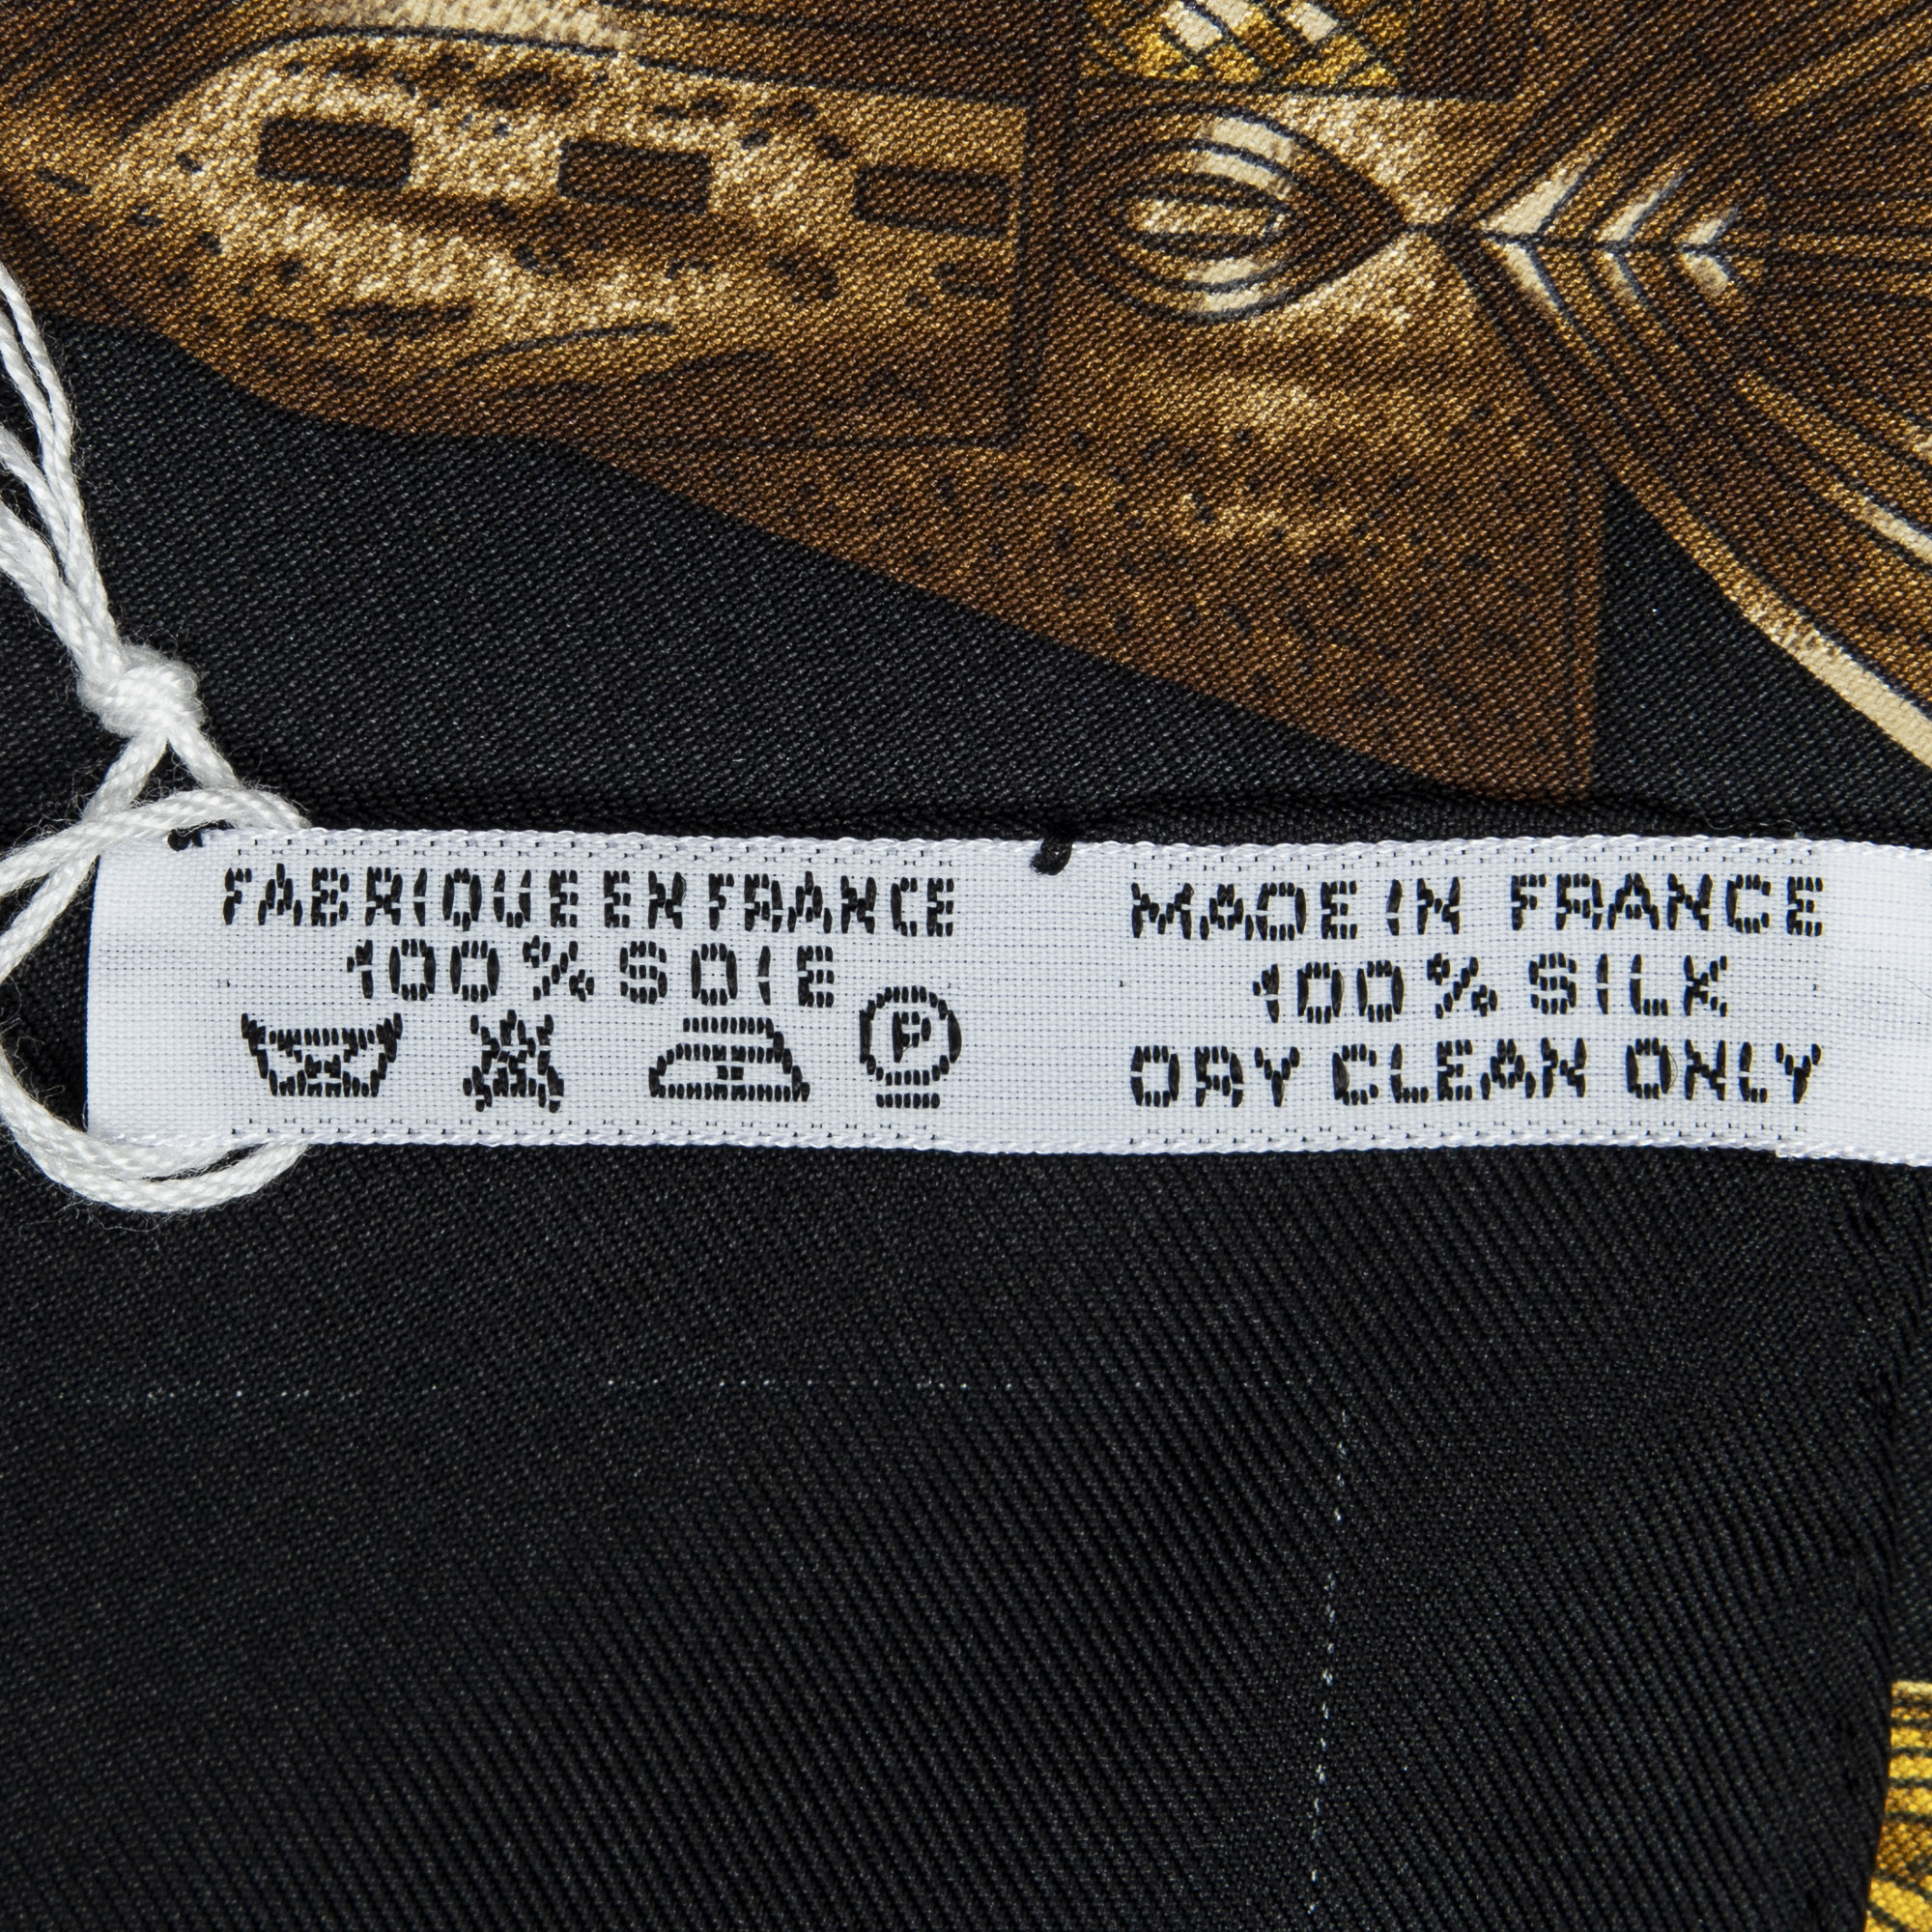 FABRIQUE EN FRANCE
100% SOIE
P
MADE IN FRANCE
100% SILK
DRY CLEAN ONLY